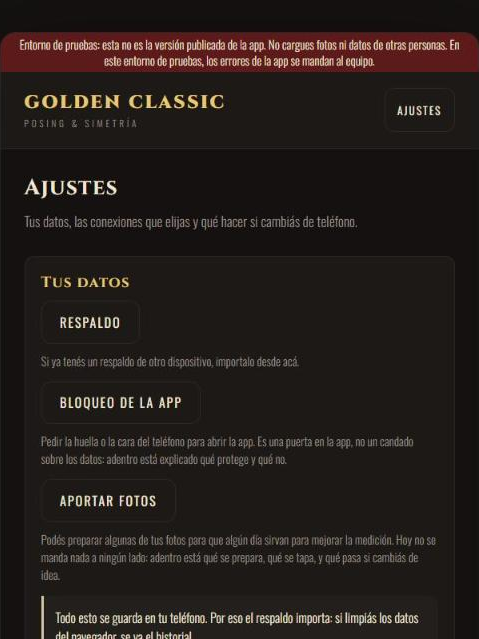 Entorno de pruebas: esta no es la versión publicada de la app. No cargues fotos ni datos de otras personas. En
este entorno de pruebas, los errores de la app se mandan al equipo.
GOLDEN CLASSIC
POSING & SIMETRÍA
AJUSTES
AJUSTES
Tus datos, las conexiones que elijas y qué hacer si cambiás de teléfono.
TUS DATOS
RESPALDO
Si ya tenés un respaldo de otro dispositivo, importalo desde acá.
BLOQUEO DE LA APP
Pedir la huella o la cara del teléfono para abrir la app. Es una puerta en la app, no un candado
sobre los datos: adentro está explicado qué protege y qué no.
APORTAR FOTOS
Podés preparar algunas de tus fotos para que algún día sirvan para mejorar la medición. Hoy no se
manda nada a ningún lado: adentro está qué se prepara, qué se tapa, y qué pasa si cambiás de
idea.
Todo esto se guarda en tu teléfono. Por eso el respaldo importa: si limpiás los datos
del navegador, se va el historial.